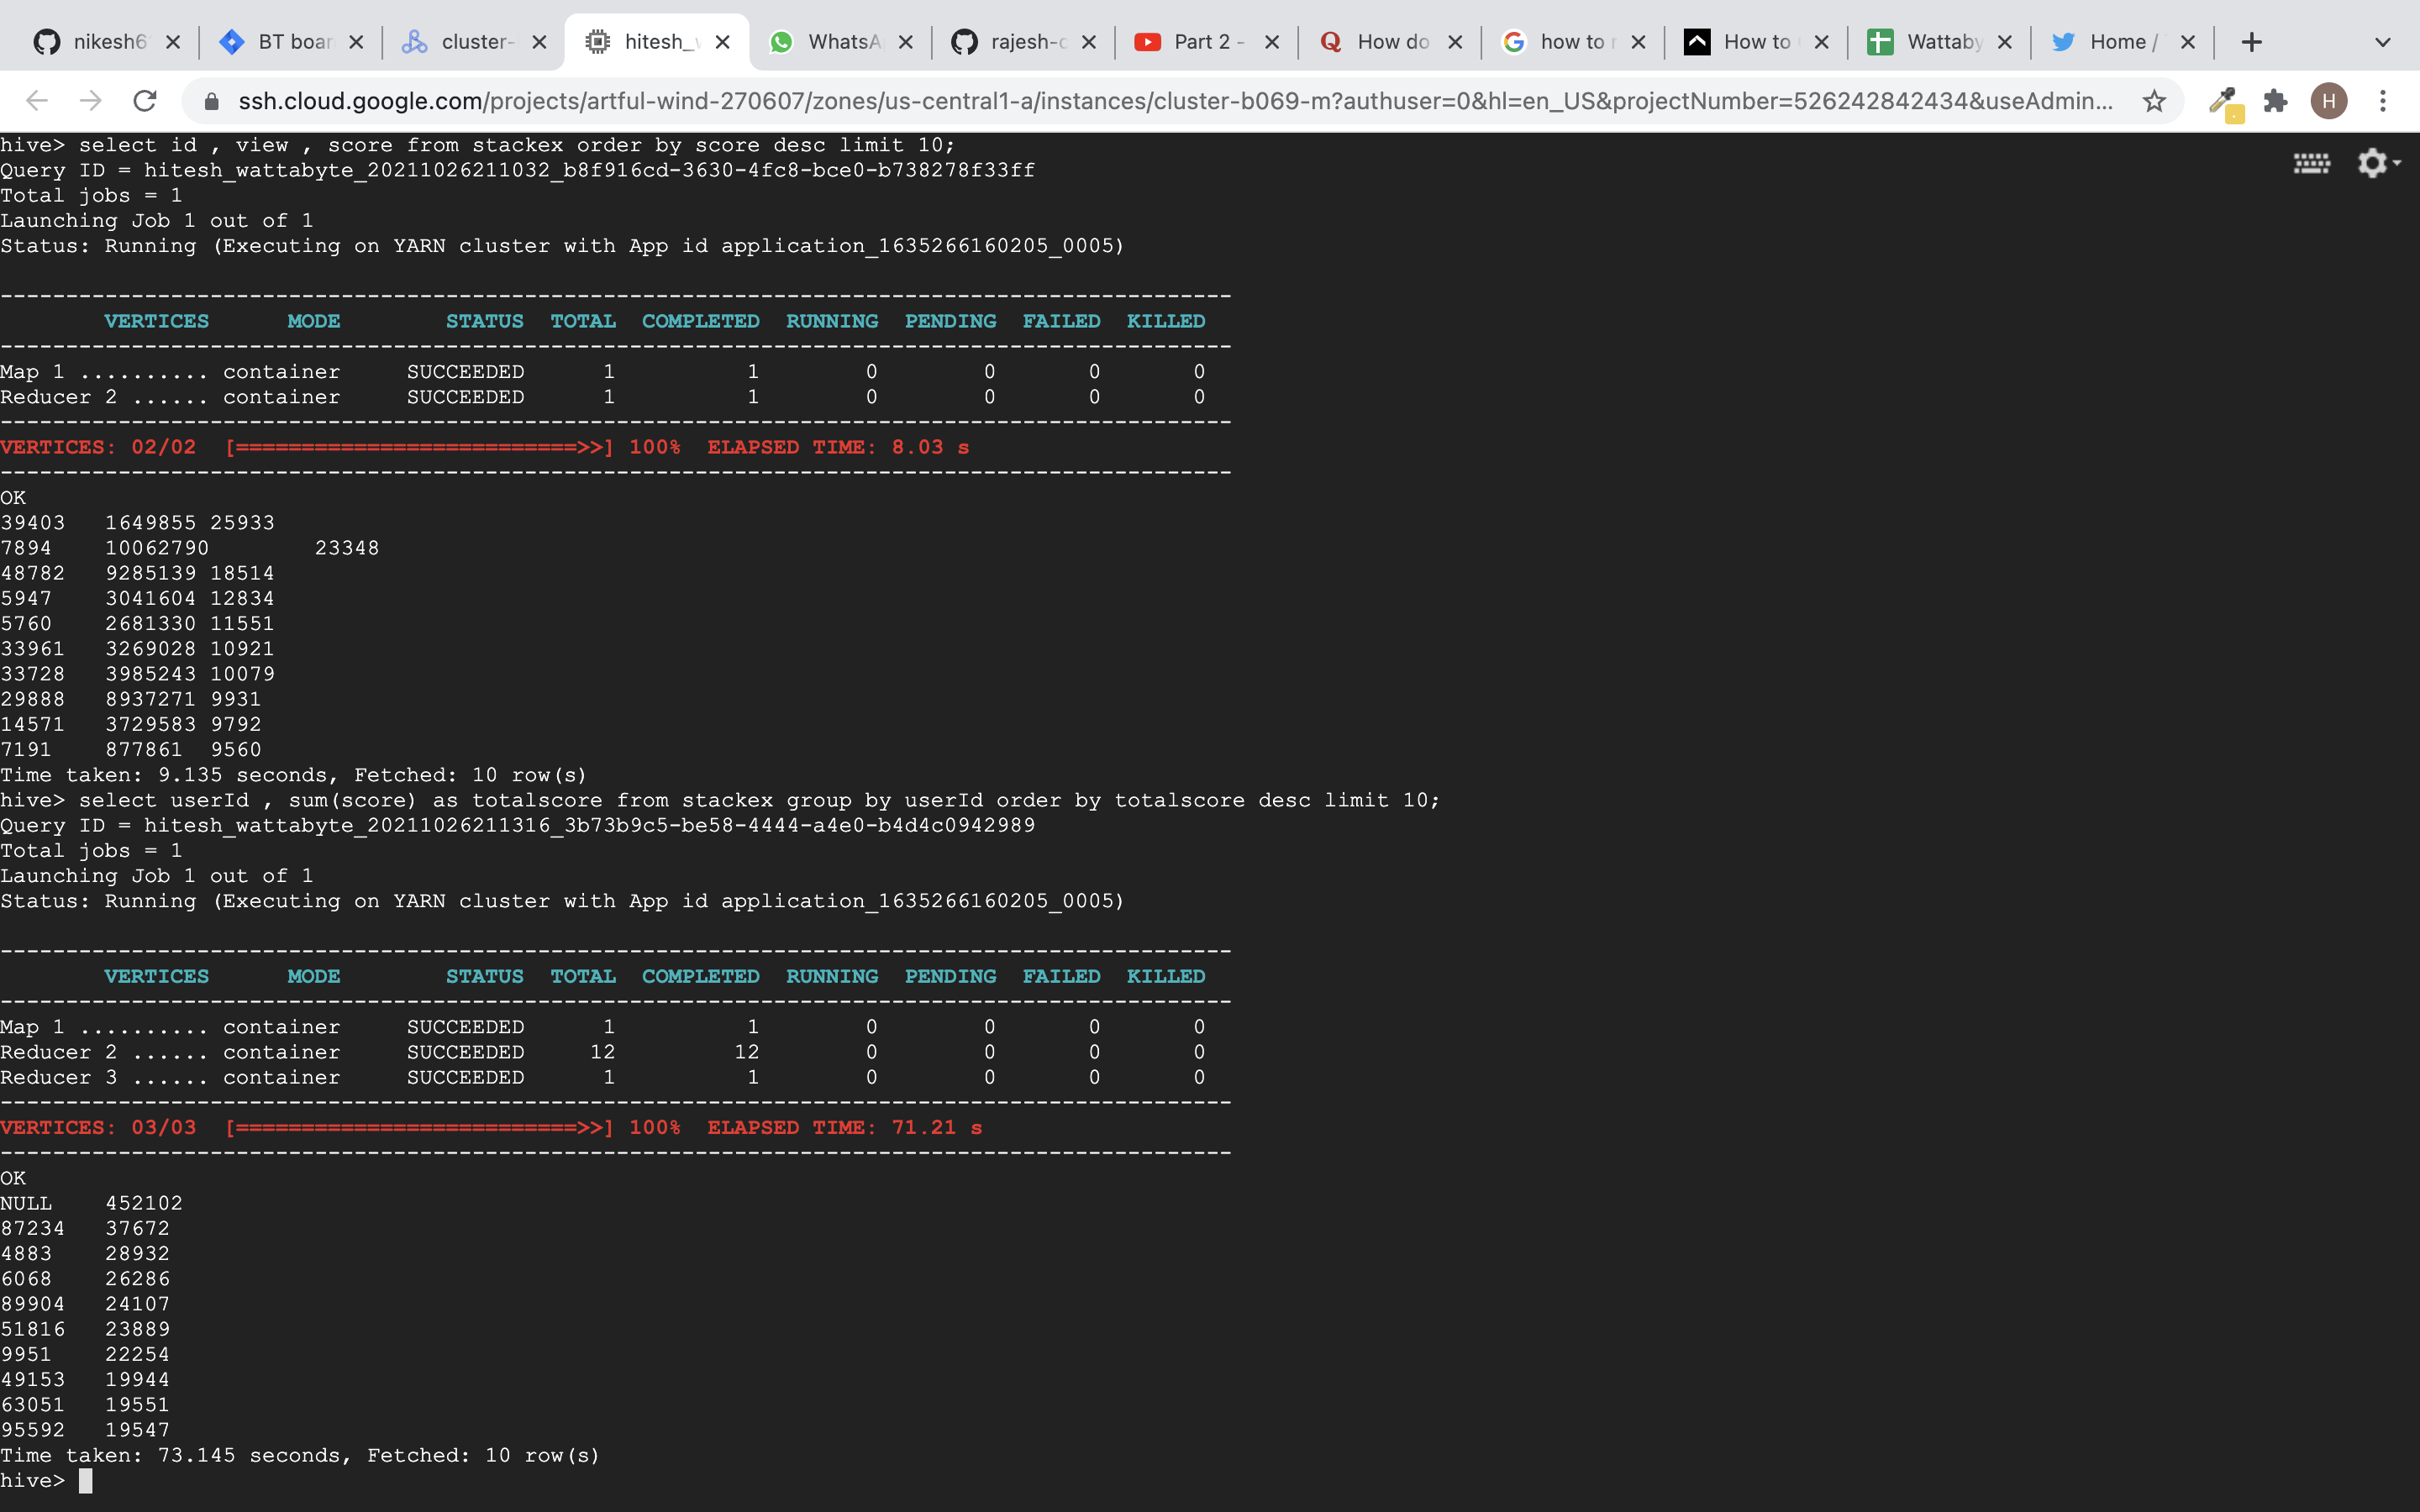 nikesh6 BT boar cluster- hitesh_w WhatsA rajesh-c Part 2 - How do how to How to Wattaby Home /
ssh.cloud.google.com/projects/artful-wind-270607/zones/us-central1-a/instances/cluster-b069-m?authuser=0&hl=en_US&projectNumber=526242842434&useAdmin... H
hive> select id , view , score from stackex order by score desc limit 10;
Query ID = hitesh_wattabyte_20211026211032_b8f916cd-3630-4fc8-bce0-b738278f33ff
Total jobs = 1
Launching Job 1 out of 1
Status: Running (Executing on YARN cluster with App id application_1635266160205_0005)
----------------------------------------------------------------------------------------------
VERTICES MODE STATUS TOTAL COMPLETED RUNNING PENDING FAILED KILLED
----------------------------------------------------------------------------------------------
Map 1 .......... container SUCCEEDED 1 1 0 0 0 0
Reducer 2 ...... container SUCCEEDED 1 1 0 0 0 0
----------------------------------------------------------------------------------------------
VERTICES: 02/02 [==========================>>] 100% ELAPSED TIME: 8.03 s
----------------------------------------------------------------------------------------------
OK
39403 1649855 25933
7894 10062790 23348
48782 9285139 18514
5947 3041604 12834
5760 2681330 11551
33961 3269028 10921
33728 3985243 10079
29888 8937271 9931
14571 3729583 9792
7191 877861 9560
Time taken: 9.135 seconds, Fetched: 10 row(s)
hive> select userId , sum(score) as totalscore from stackex group by userId order by totalscore desc limit 10;
Query ID = hitesh_wattabyte_20211026211316_3b73b9c5-be58-4444-a4e0-b4d4c0942989
Total jobs = 1
Launching Job 1 out of 1
Status: Running (Executing on YARN cluster with App id application_1635266160205_0005)
----------------------------------------------------------------------------------------------
VERTICES MODE STATUS TOTAL COMPLETED RUNNING PENDING FAILED KILLED
----------------------------------------------------------------------------------------------
Map 1 .......... container SUCCEEDED 1 1 0 0 0 0
Reducer 2 ...... container SUCCEEDED 12 12 0 0 0 0
Reducer 3 ...... container SUCCEEDED 1 1 0 0 0 0
----------------------------------------------------------------------------------------------
VERTICES: 03/03 [==========================>>] 100% ELAPSED TIME: 71.21 s
----------------------------------------------------------------------------------------------
OK
NULL 452102
87234 37672
4883 28932
6068 26286
89904 24107
51816 23889
9951 22254
49153 19944
63051 19551
95592 19547
Time taken: 73.145 seconds, Fetched: 10 row(s)
hive>